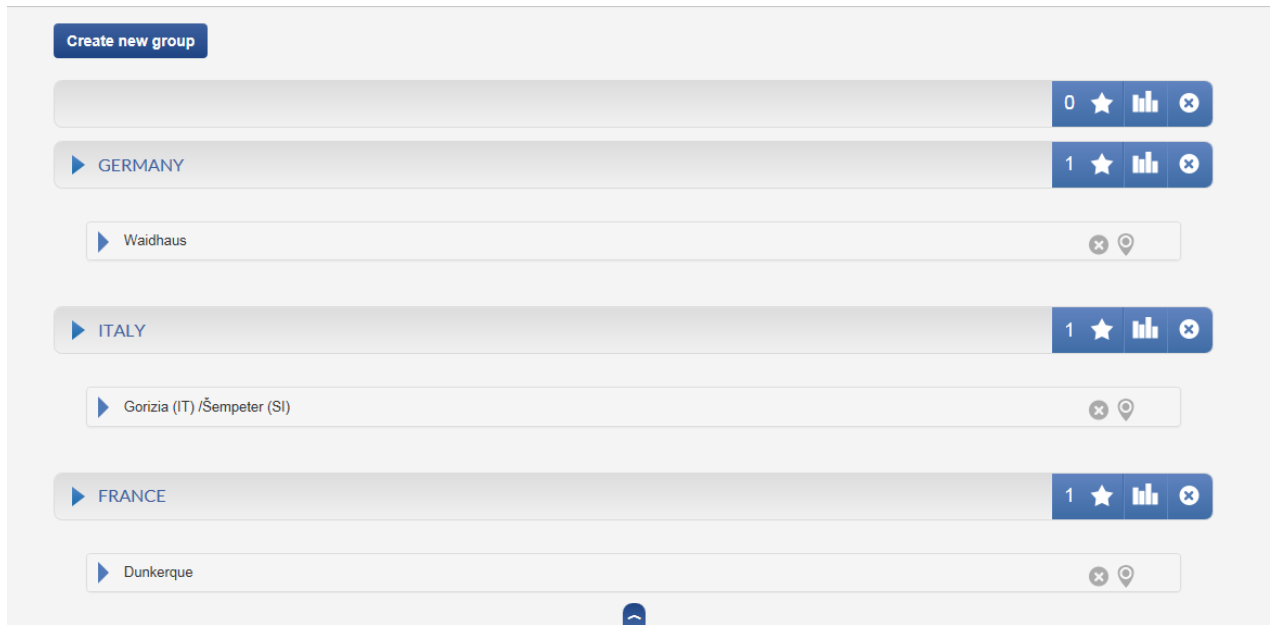 Create new group
0
GERMANY 1
Waidhaus
ITALY 1
Gorizia (IT) /Šempeter (SI)
FRANCE 1
Dunkerque